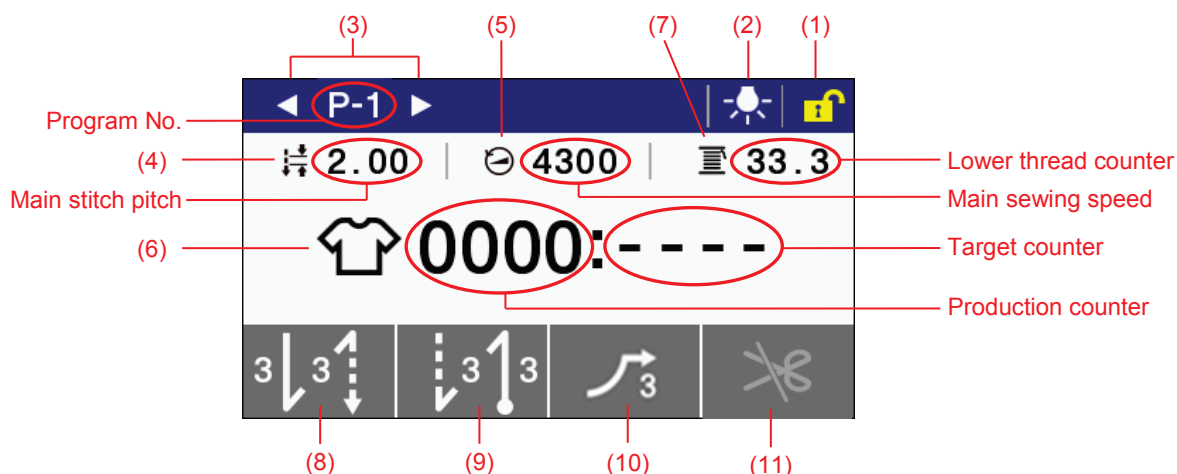 (3) (5) (7) (2) (1)
Program No. P-1
(4) 2.00 4300 33.3 Lower thread counter
Main stitch pitch Main sewing speed
(6) 0000:---- Target counter
Production counter
3 3 3 3 3
(8) (9) (10) (11)